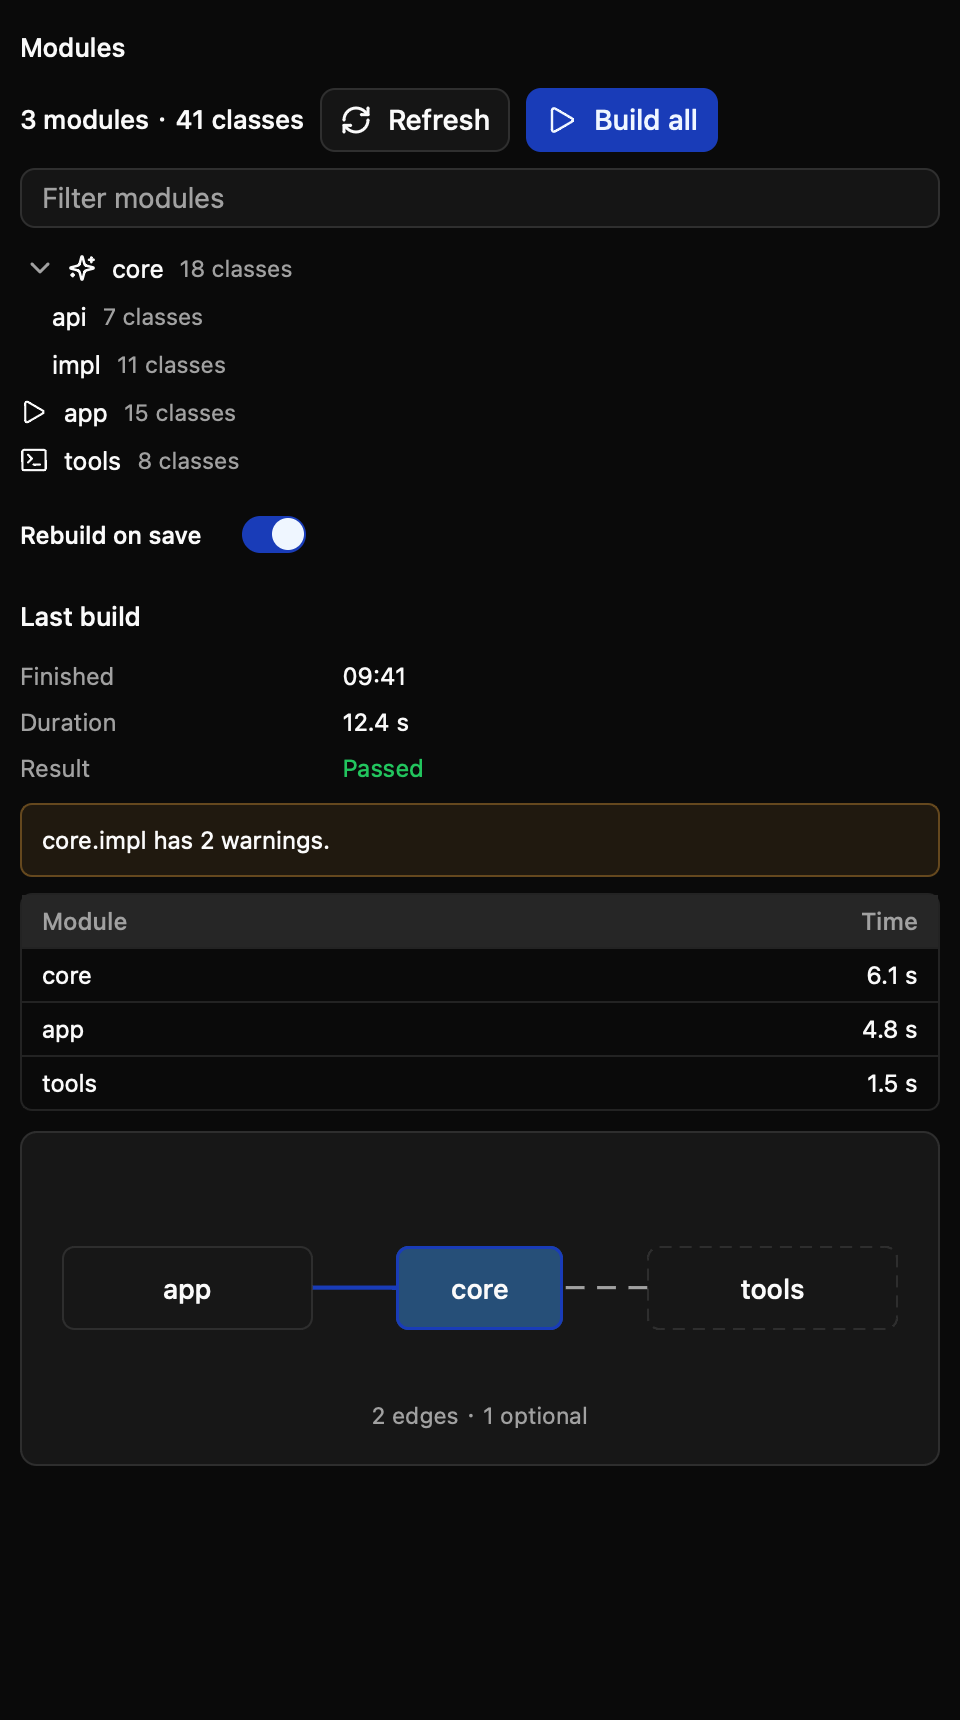 Modules
3 modules · 41 classes Refresh Build all
Filter modules
core 18 classes
api 7 classes
impl 11 classes
app 15 classes
tools 8 classes
Rebuild on save
Last build
Finished 09:41
Duration 12.4 s
Result Passed
core.impl has 2 warnings.
Module Time
core 6.1 s
app 4.8 s
tools 1.5 s
app core tools
2 edges · 1 optional